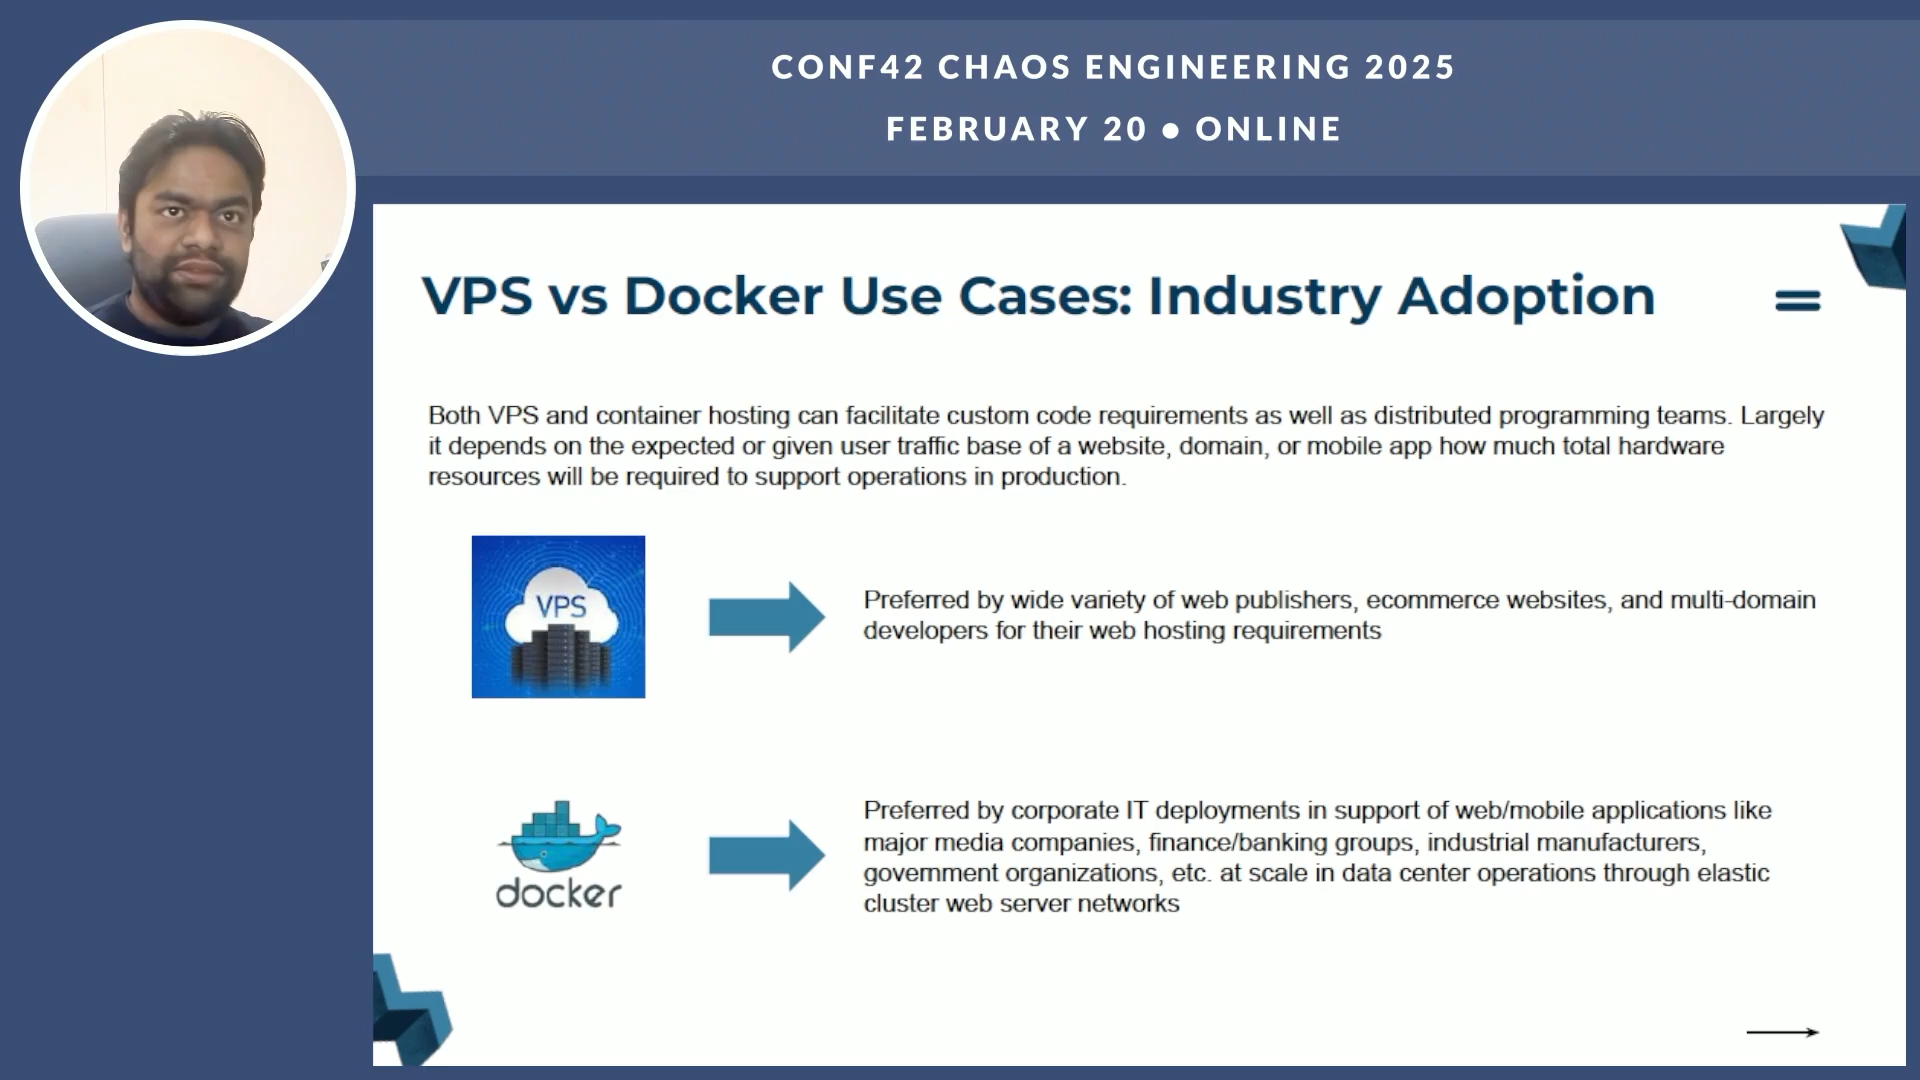 CONF42 CHAOS ENGINEERING 2025
FEBRUARY 20 ● ONLINE
VPS vs Docker Use Cases: Industry Adoption
Both VPS and container hosting can facilitate custom code requirements as well as distributed programming teams. Largely
it depends on the expected or given user traffic base of a website, domain, or mobile app how much total hardware
resources will be required to support operations in production.
VPS
Preferred by wide variety of web publishers, ecommerce websites, and multi-domain
developers for their web hosting requirements
docker
Preferred by corporate IT deployments in support of web/mobile applications like
major media companies, finance/banking groups, industrial manufacturers,
government organizations, etc. at scale in data center operations through elastic
cluster web server networks